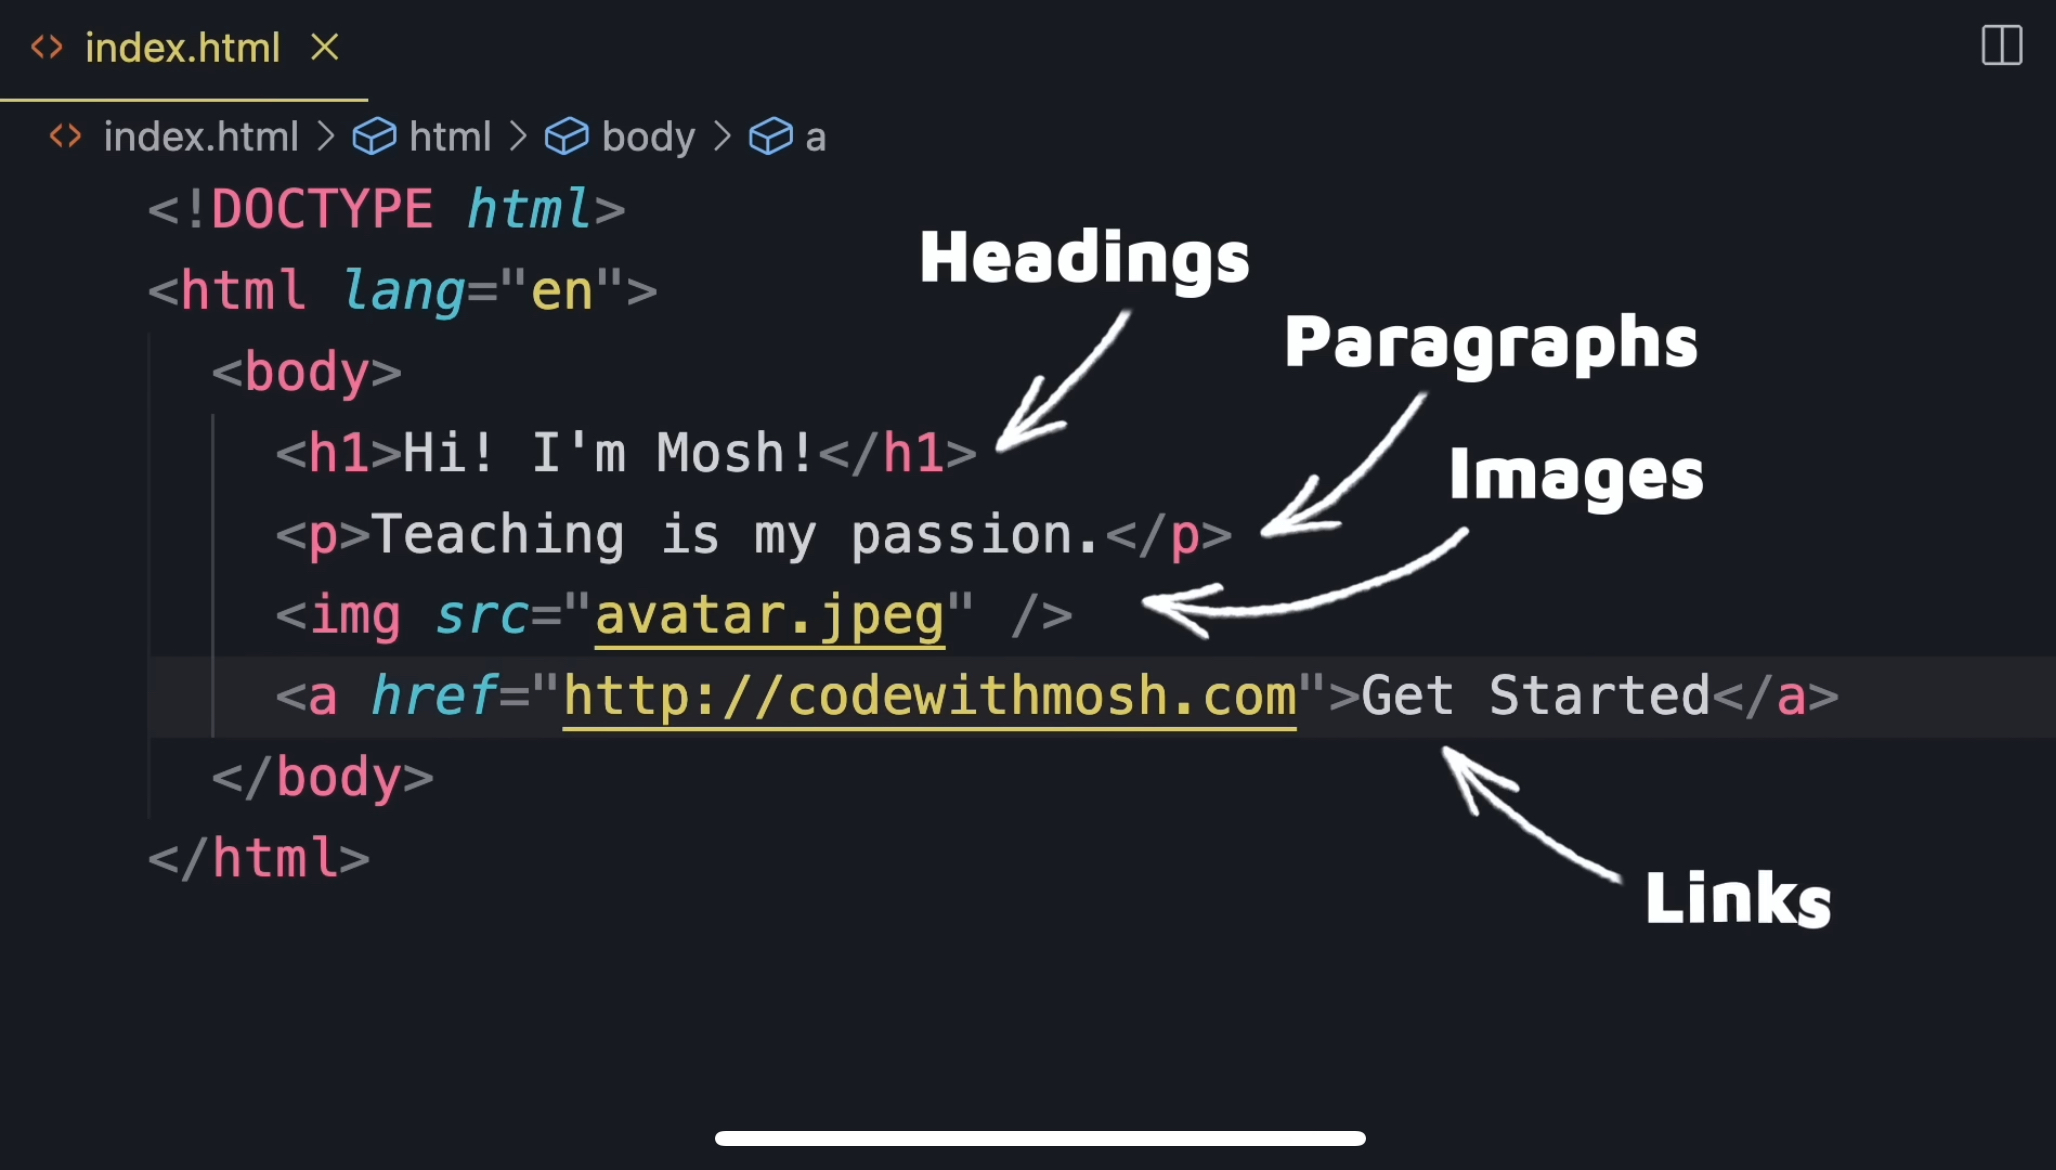 index.html
index.html > html > body > a
<!DOCTYPE html>
<html lang="en">
<body>
<h1>Hi! I'm Mosh!</h1>
<p>Teaching is my passion.</p>
<img src="avatar.jpeg" />
<a href="http://codewithmosh.com">Get Started</a>
</body>
</html>
Headings
Paragraphs
Images
Links